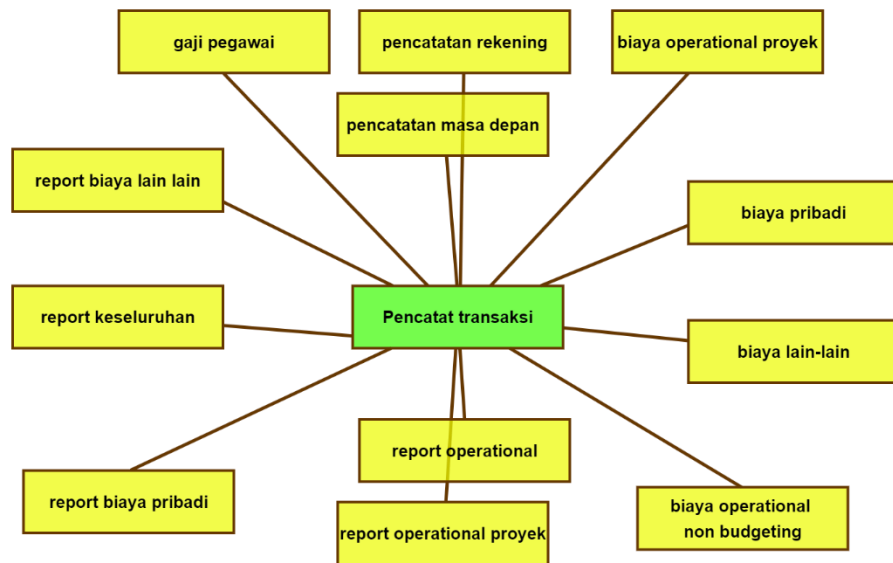 gaji pegawai
pencatatan rekening
biaya operational proyek
pencatatan masa depan
report biaya lain lain
biaya pribadi
report keseluruhan
Pencatat transaksi
biaya lain-lain
report operational
report biaya pribadi
biaya operational
non budgeting
report operational proyek